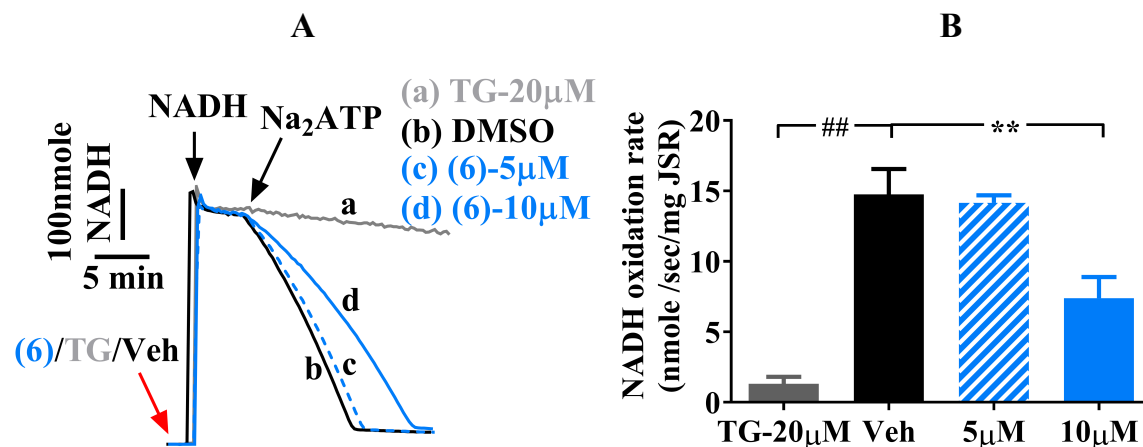 A
NADH
Na₂ATP
(a) TG-20μM
(b) DMSO
(c) (6)-5μM
(d) (6)-10μM
100nmole
NADH
5 min
(6)/TG/Veh
a
d
c
b
B
NADH oxidation rate
(nmole /sec/mg JSR)
20
15
10
5
0
##
**
TG-20μM Veh 5μM 10μM